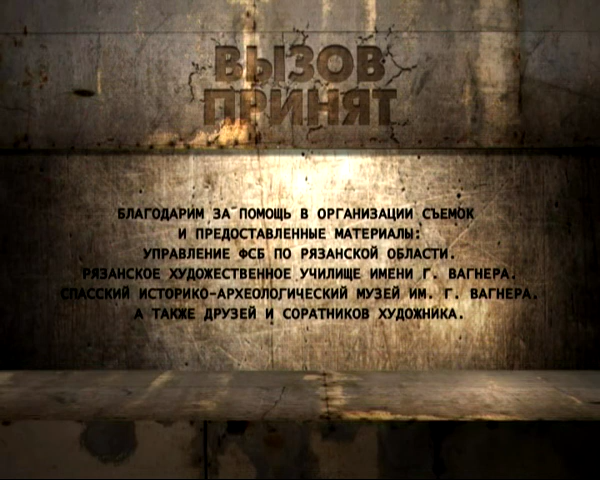 ВЫЗОВ
ПРИНЯТ
БЛАГОДАРИМ ЗА ПОМОЩЬ В ОРГАНИЗАЦИИ СЪЕМОК
И ПРЕДОСТАВЛЕННЫЕ МАТЕРИАЛЫ:
УПРАВЛЕНИЕ ФСБ ПО РЯЗАНСКОЙ ОБЛАСТИ.
РЯЗАНСКОЕ ХУДОЖЕСТВЕННОЕ УЧИЛИЩЕ ИМЕНИ Г. ВАГНЕРА.
СПАССКИЙ ИСТОРИКО-АРХЕОЛОГИЧЕСКИЙ МУЗЕЙ ИМ. Г. ВАГНЕРА.
А ТАКЖЕ ДРУЗЕЙ И СОРАТНИКОВ ХУДОЖНИКА.